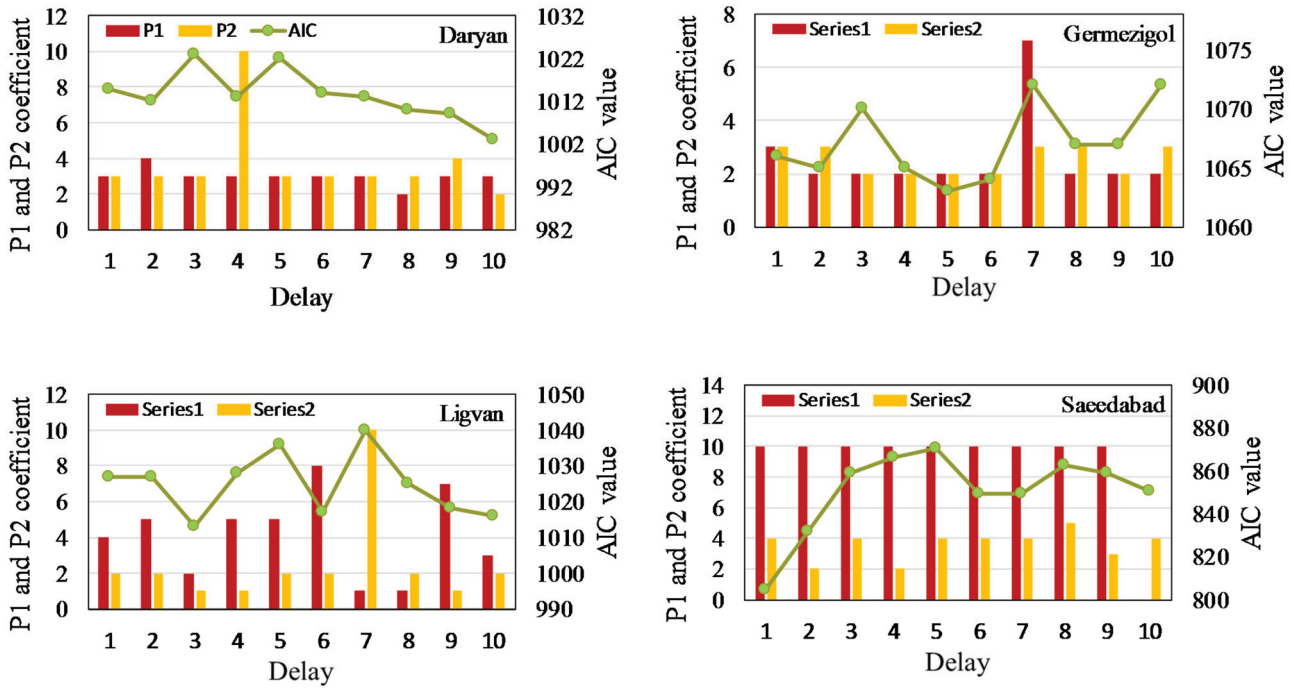 P1 P2 AIC
Daryan
P1 and P2 coefficient
12
10
8
6
4
2
0
1032
1022
1012
1002
992
982
AIC value
1 2 3 4 5 6 7 8 9 10
Delay
Series1 Series2
Germezigol
P1 and P2 coefficient
8
6
4
2
0
1075
1070
1065
1060
AIC value
1 2 3 4 5 6 7 8 9 10
Delay
Series1 Series2
Ligvan
P1 and P2 coefficient
12
10
8
6
4
2
0
1050
1040
1030
1020
1010
1000
990
AIC value
1 2 3 4 5 6 7 8 9 10
Delay
Series1 Series2
Saeedabad
P1 and P2 coefficient
14
12
10
8
6
4
2
0
900
880
860
840
820
800
AIC value
1 2 3 4 5 6 7 8 9 10
Delay